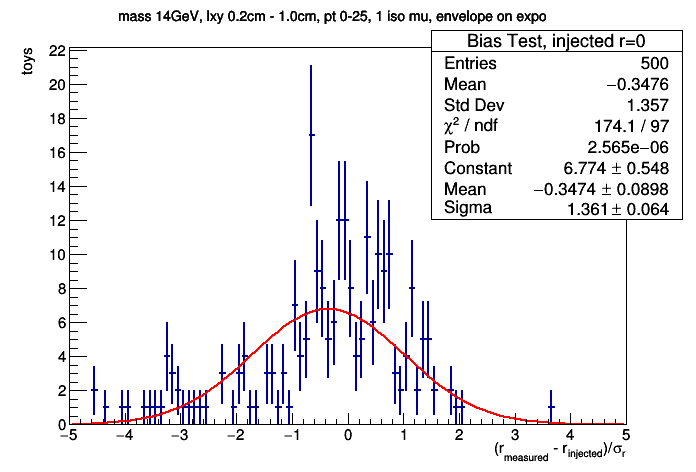 mass 14GeV, lxy 0.2cm - 1.0cm, pt 0-25, 1 iso mu, envelope on expo
Bias Test, injected r=0
Entries 500
Mean −0.3476
Std Dev 1.357
χ² / ndf 174.1 / 97
Prob 2.565e−06
Constant 6.774 ± 0.548
Mean −0.3474 ± 0.0898
Sigma 1.361 ± 0.064
toys
22
20
18
16
14
12
10
8
6
4
2
0
−5 −4 −3 −2 −1 0 1 2 3 4 5
(r_measured - r_injected)/σ_r